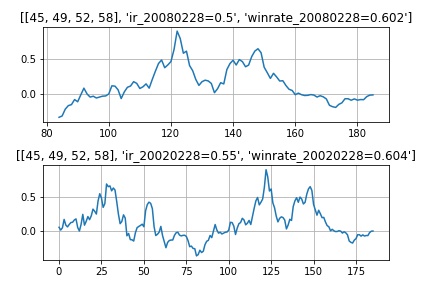 [[45, 49, 52, 58], 'ir_20080228=0.5', 'winrate_20080228=0.602']
0.5
0.0
80 100 120 140 160 180
[[45, 49, 52, 58], 'ir_20020228=0.55', 'winrate_20020228=0.604']
0.5
0.0
0 25 50 75 100 125 150 175